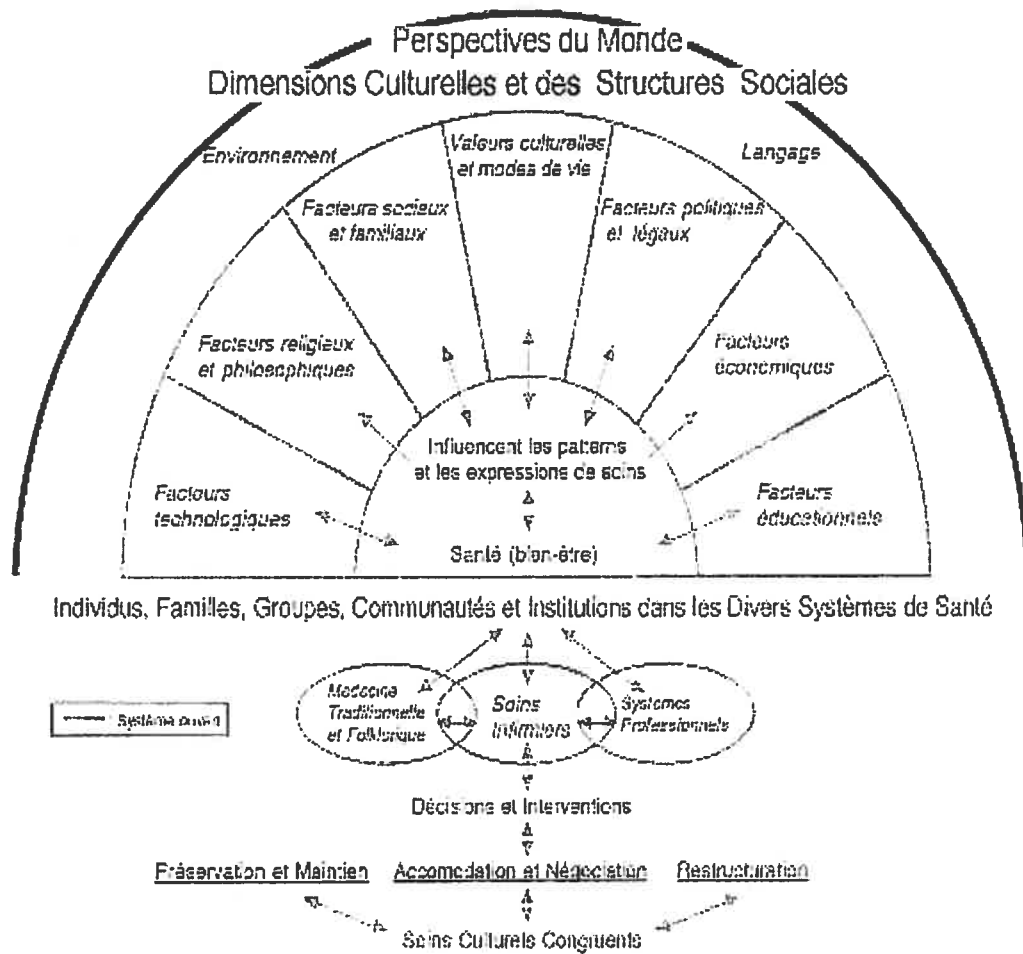 Perspectives du Monde
Dimensions Culturelles et des Structures Sociales
Environnement
Valeurs culturelles
et modes de vie
Langage
Facteurs sociaux
et familiaux
Facteurs politiques
et légaux
Facteurs religieux
et philosophiques
Facteurs
économiques
Influencent les patterns
et les expressions de soins
Facteurs
technologiques
Facteurs
éducationnels
Santé (bien-être)
Individus, Familles, Groupes, Communautés et Institutions dans les Divers Systèmes de Santé
Médecine
Traditionnelle
et Folklorique
Soins
Infirmiers
Systèmes
Professionnels
Système ouvert
Décisions et Interventions
Préservation et Maintien
Accomodation et Négociation
Restructuration
Soins Culturels Congruents